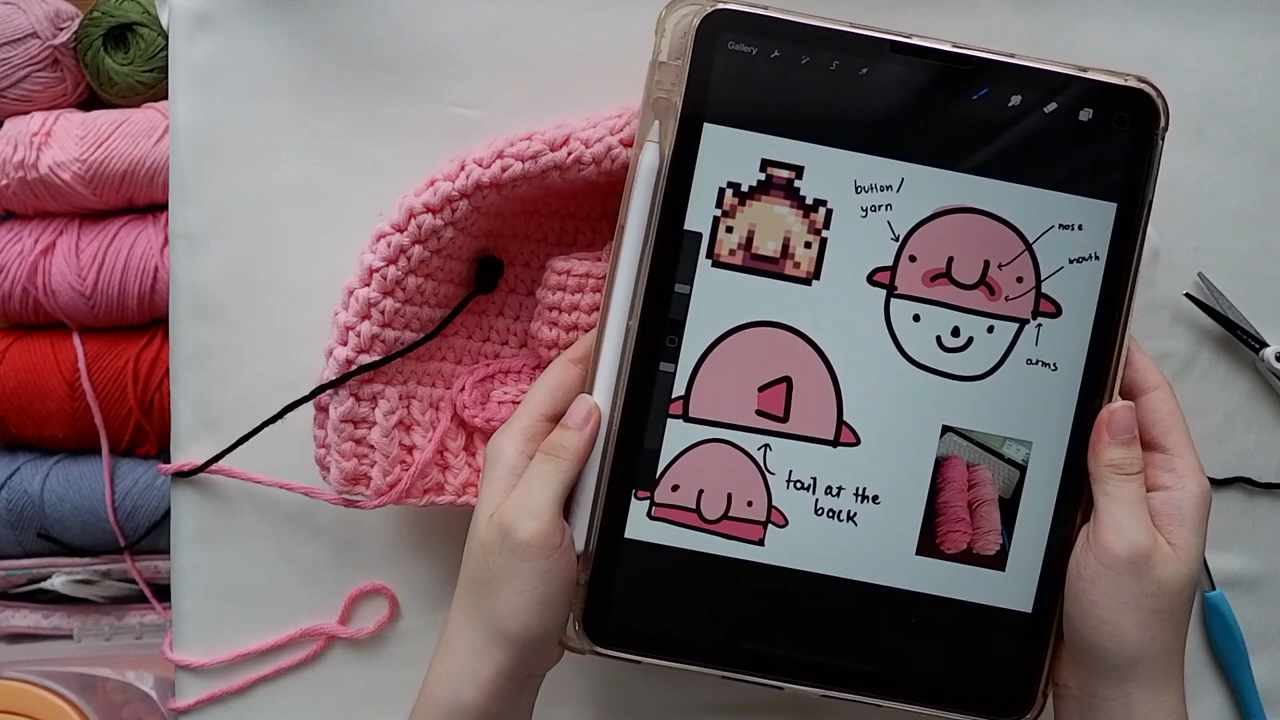 Gallery
button/
yarn
nose
mouth
arms
tail at the
back